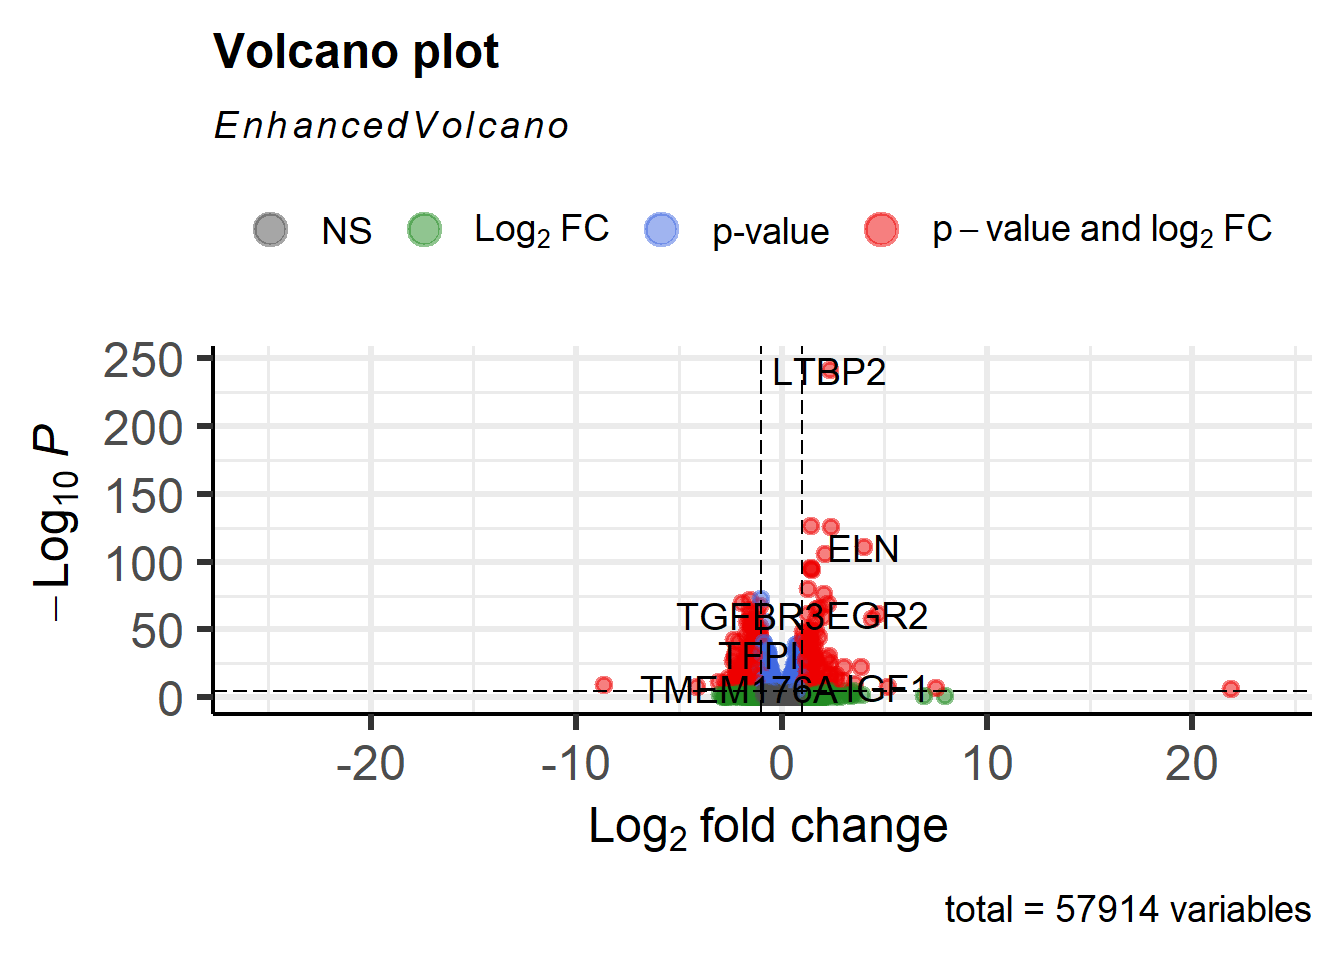 Volcano plot
EnhancedVolcano
NS Log₂ FC p-value p – value and log₂ FC
250
200
150
100
50
0
−Log₁₀ P
LTBP2
ELN
TGFBR3 EGR2
TFPI
TMEM176A IGF1
-20 -10 0 10 20
Log₂ fold change
total = 57914 variables